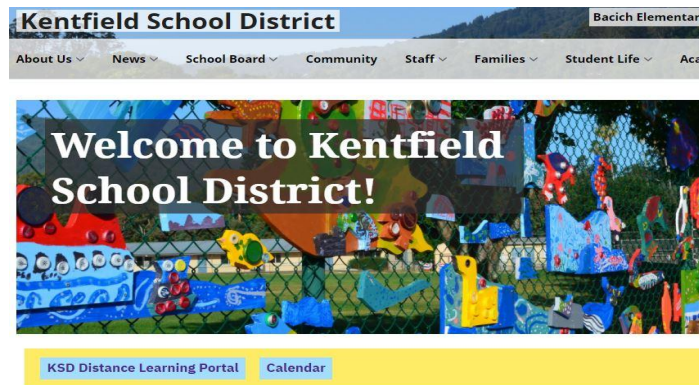 Kentfield School District
Bacich Elementar
About Us News School Board Community Staff Families Student Life Aca
Welcome to Kentfield
School District!
KSD Distance Learning Portal Calendar